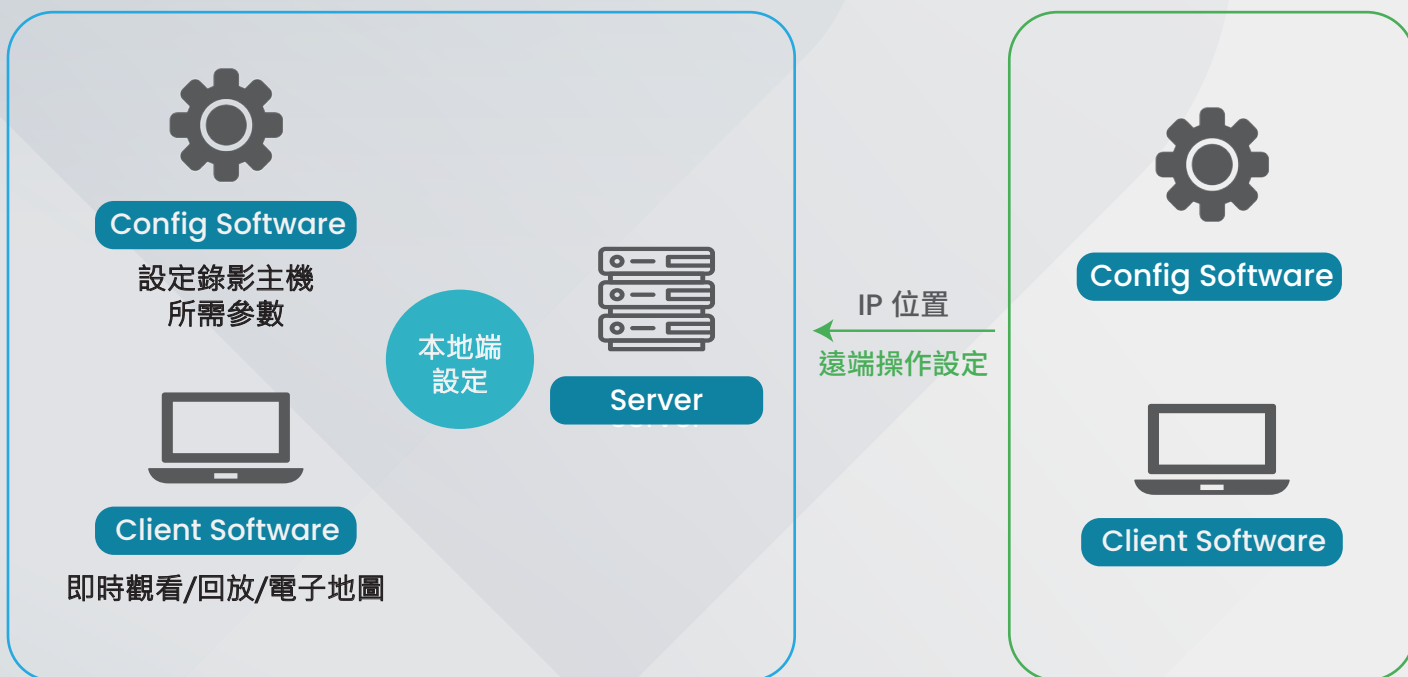 Config Software
設定錄影主機
所需參數
Client Software
即時觀看/回放/電子地圖
本地端
設定
Server
IP 位置
遠端操作設定
Config Software
Client Software